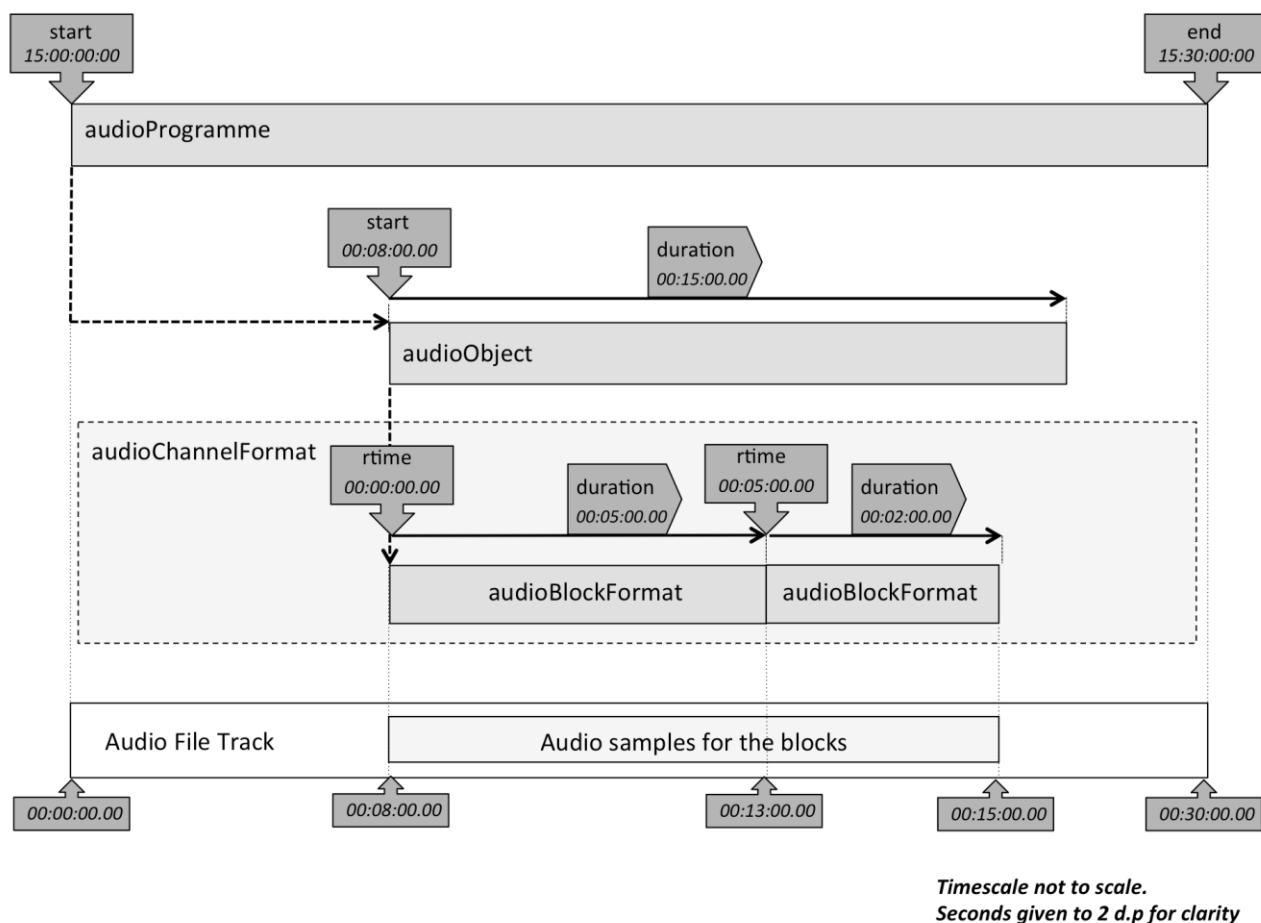 start
15:00:00:00
end
15:30:00:00
audioProgramme
start
00:08:00.00
duration
00:15:00.00
audioObject
audioChannelFormat
rtime
00:00:00.00
duration
00:05:00.00
rtime
00:05:00.00
duration
00:02:00.00
audioBlockFormat
audioBlockFormat
Audio File Track
Audio samples for the blocks
00:00:00.00
00:08:00.00
00:13:00.00
00:15:00.00
00:30:00.00
Timescale not to scale.
Seconds given to 2 d.p for clarity